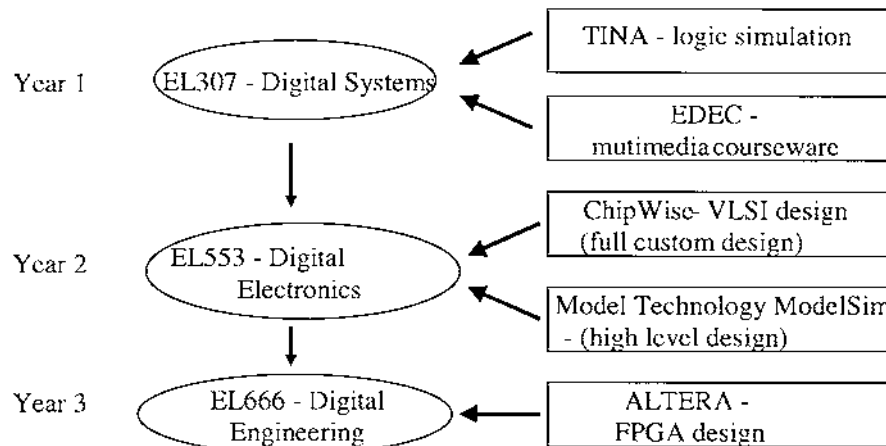 TINA - logic simulation
Year 1
EL307 - Digital Systems
EDEC -
mutimedia courseware
ChipWise- VLSI design
(full custom design)
Year 2
EL553 - Digital
Electronics
Model Technology ModelSim
- (high level design)
Year 3
EL666 - Digital
Engineering
ALTERA -
FPGA design